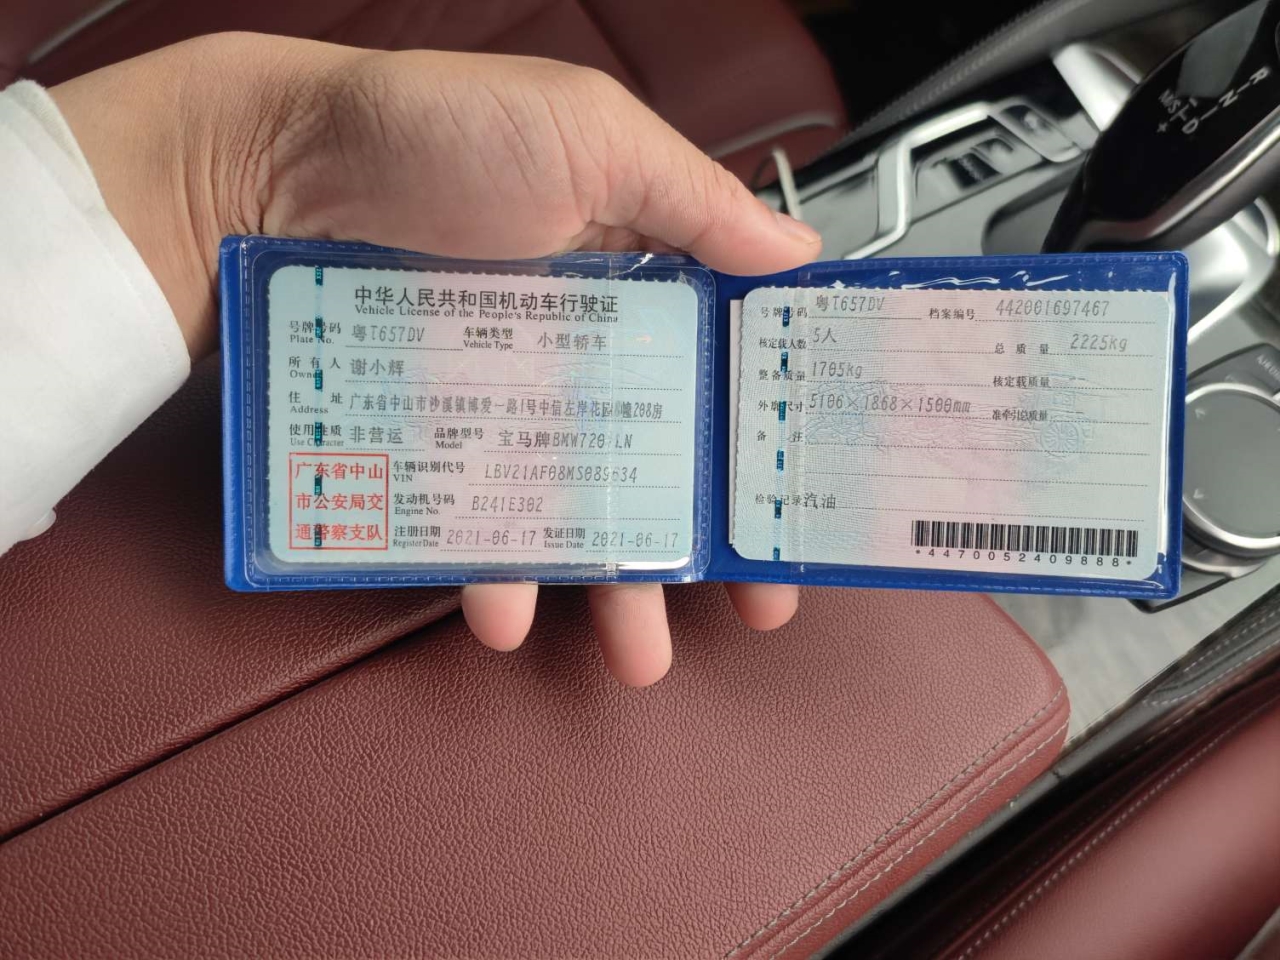 中华人民共和国机动车行驶证
Vehicle License of the People's Republic of China
号牌号码 粤T657DV 车辆类型 小型轿车
Plate No. Vehicle Type
所有人 谢小辉
Owner
住址 广东省中山市沙溪镇博爱一路1号中信左岸花园 幢208房
Address
使用性质 非营运 品牌型号 宝马牌BMW720 LN
Use Character Model
广东省中山
市公安局交
通警察支队
车辆识别代号 LBV21AF08MS089634
VIN
发动机号码 B241E302
Engine No.
注册日期 2021-06-17 发证日期 2021-06-17
Register Date Issue Date
号牌号码 粤T657DV 档案编号 442001697467
核定载人数 5人 总质量 2225kg
整备质量 1705kg 核定载质量
外廓尺寸 5106×1868×1500mm 准牵引总质量
备注
检验记录 汽油
*4470052409888*
R
N
D
M/S
+